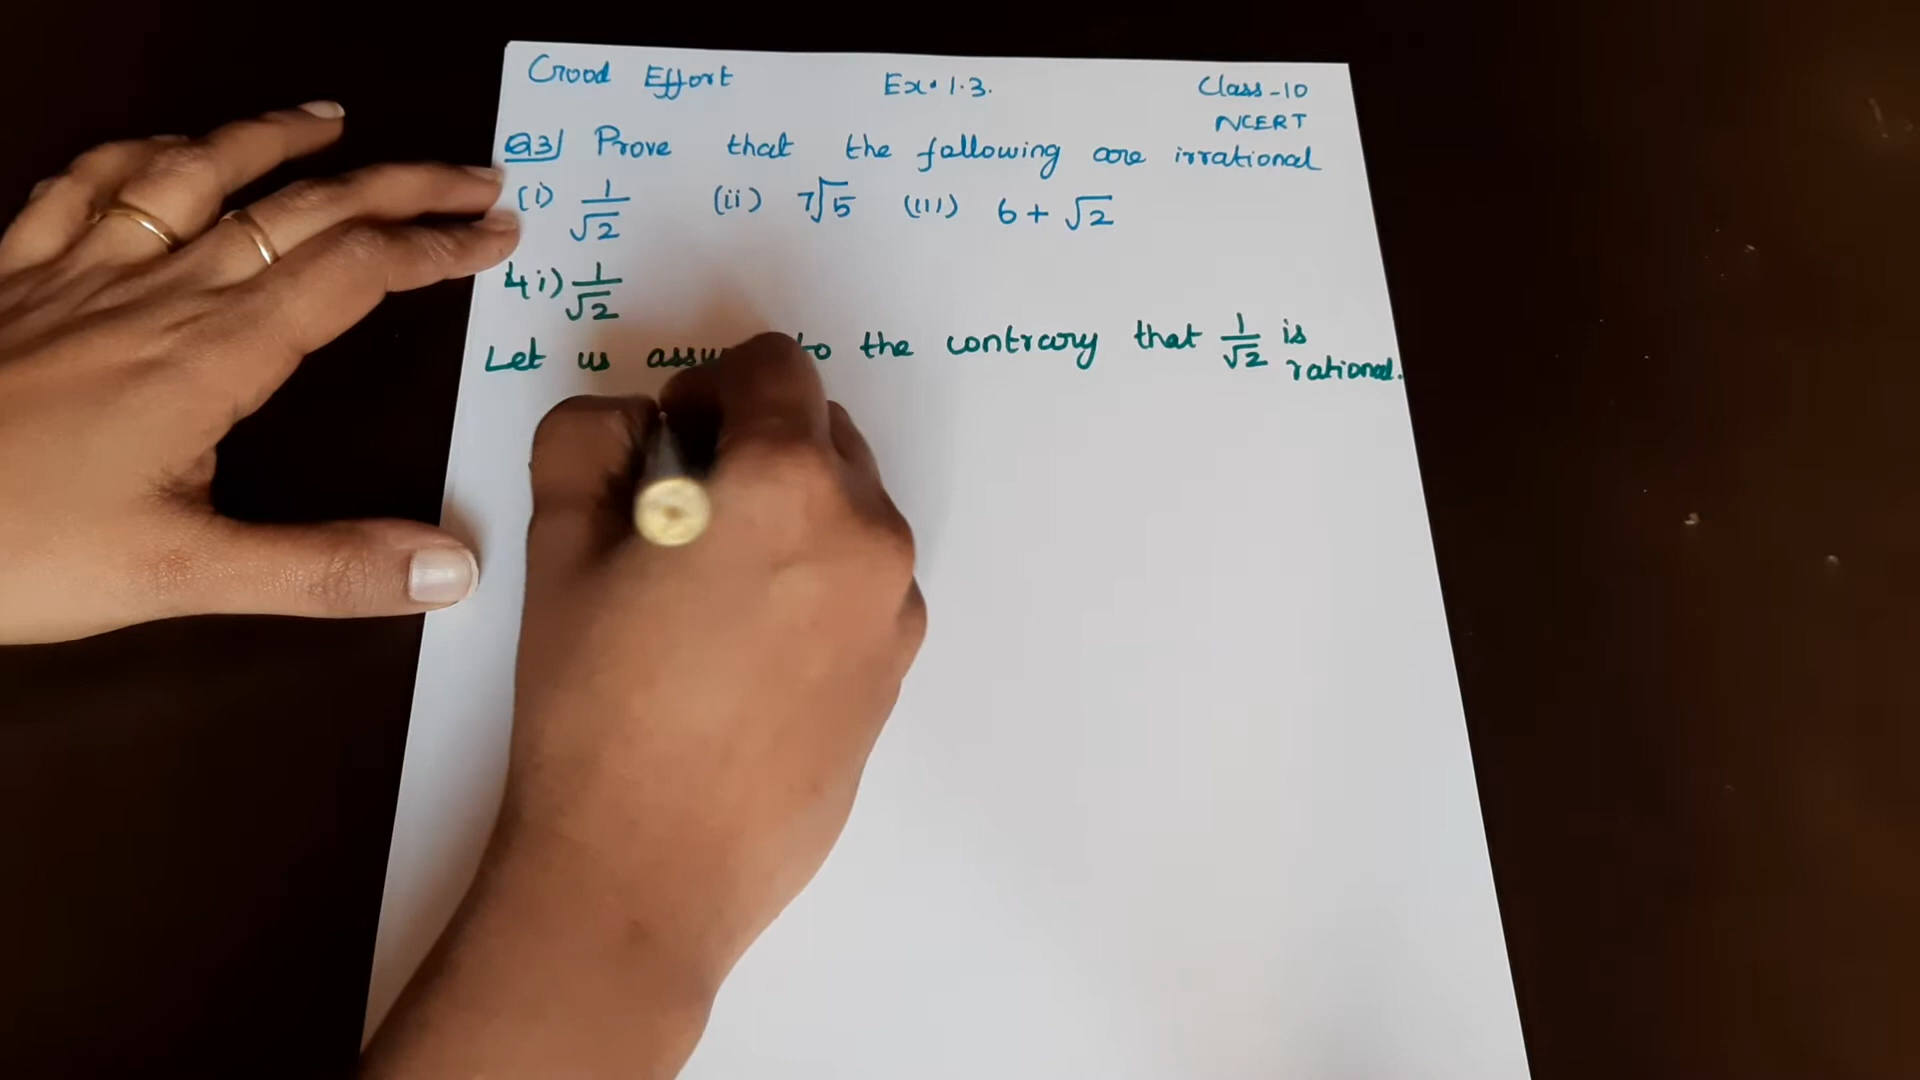 Good Effort Ex. 1.3. Class-10
NCERT
Q3) Prove that the following are irrational
(i) 1/√2 (ii) 7√5 (iii) 6+√2
↳ i) 1/√2
Let us to the contrary that 1/√2 is
rational.